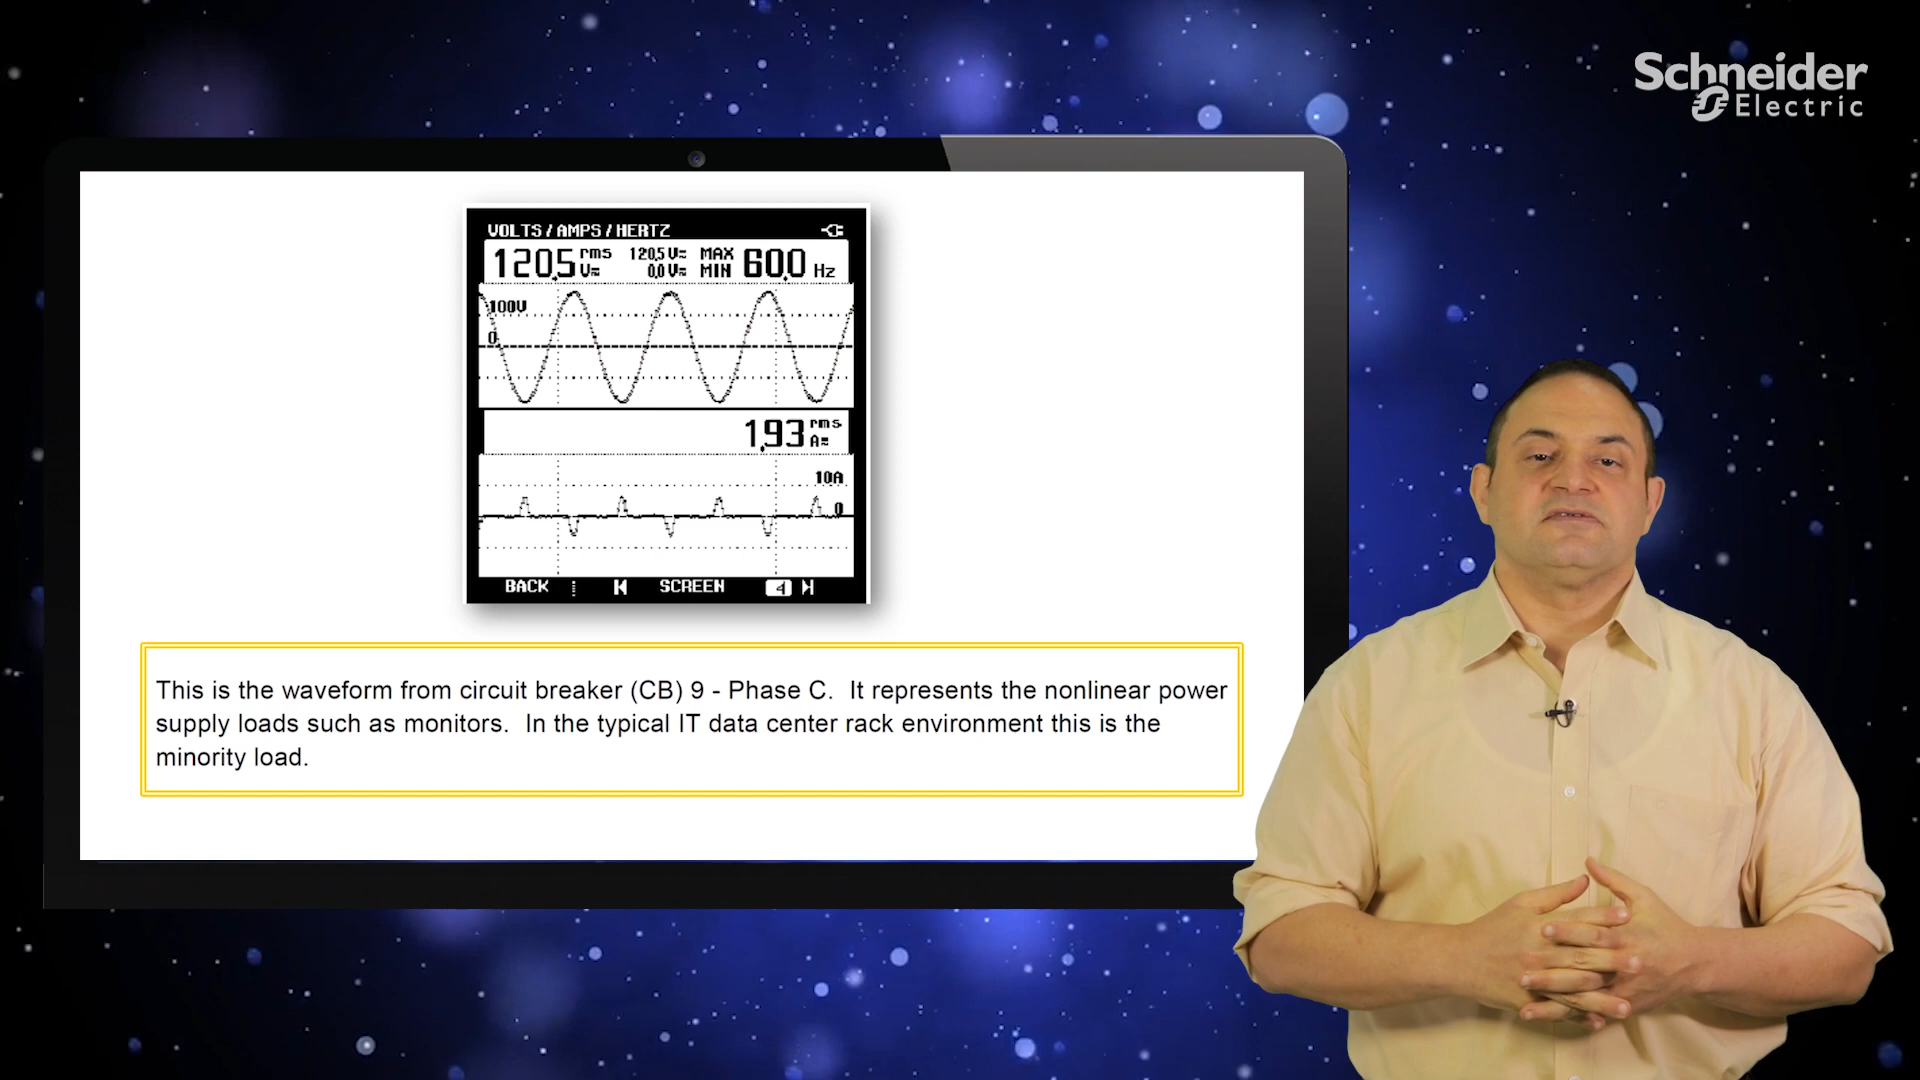 Schneider
Electric
VOLTS / AMPS / HERTZ
120.5 rms V≂ 120.5 V≂ MAX 60.0 Hz
0.0 V≂ MIN
100V
0
1.93 rms A≂
10A
0
BACK SCREEN 4
This is the waveform from circuit breaker (CB) 9 - Phase C. It represents the nonlinear power
supply loads such as monitors. In the typical IT data center rack environment this is the
minority load.